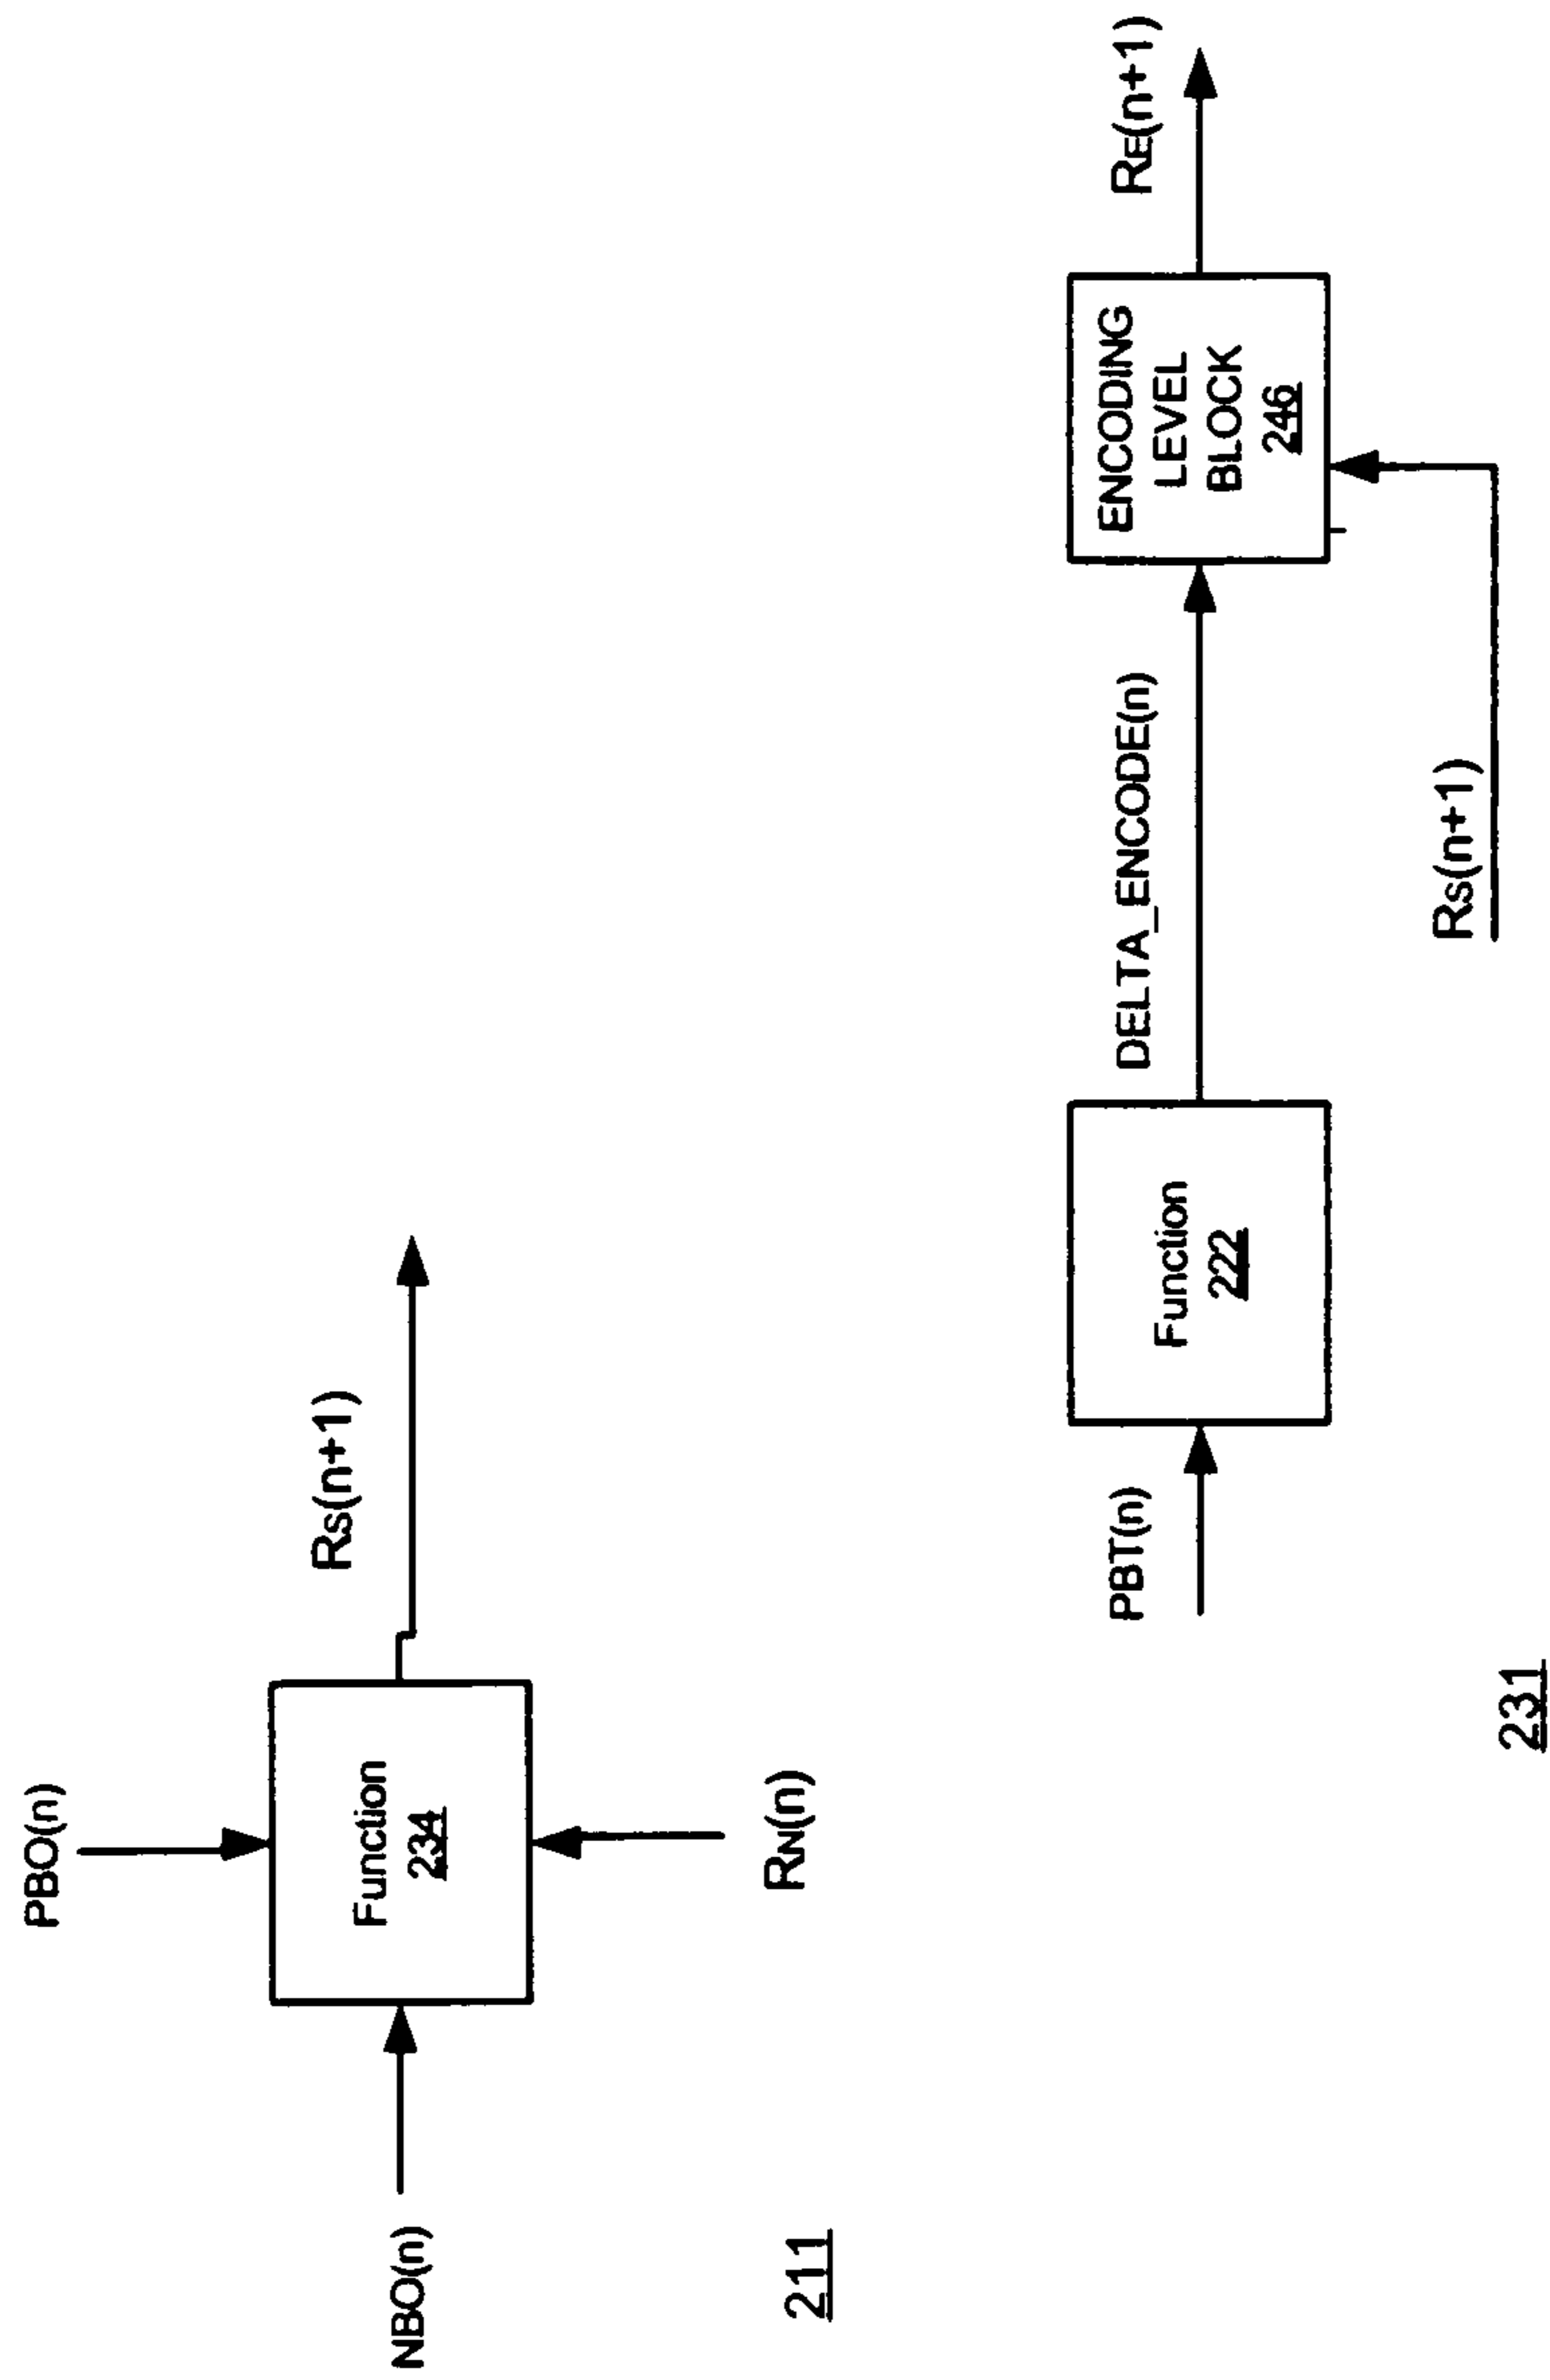 PBO(n)
NBO(n)
Function
234
RS(n+1)
RN(n)
211
PBT(n)
Function
222
DELTA_ENCODE(n)
ENCODING
LEVEL
BLOCK
246
RE(n+1)
RS(n+1)
231